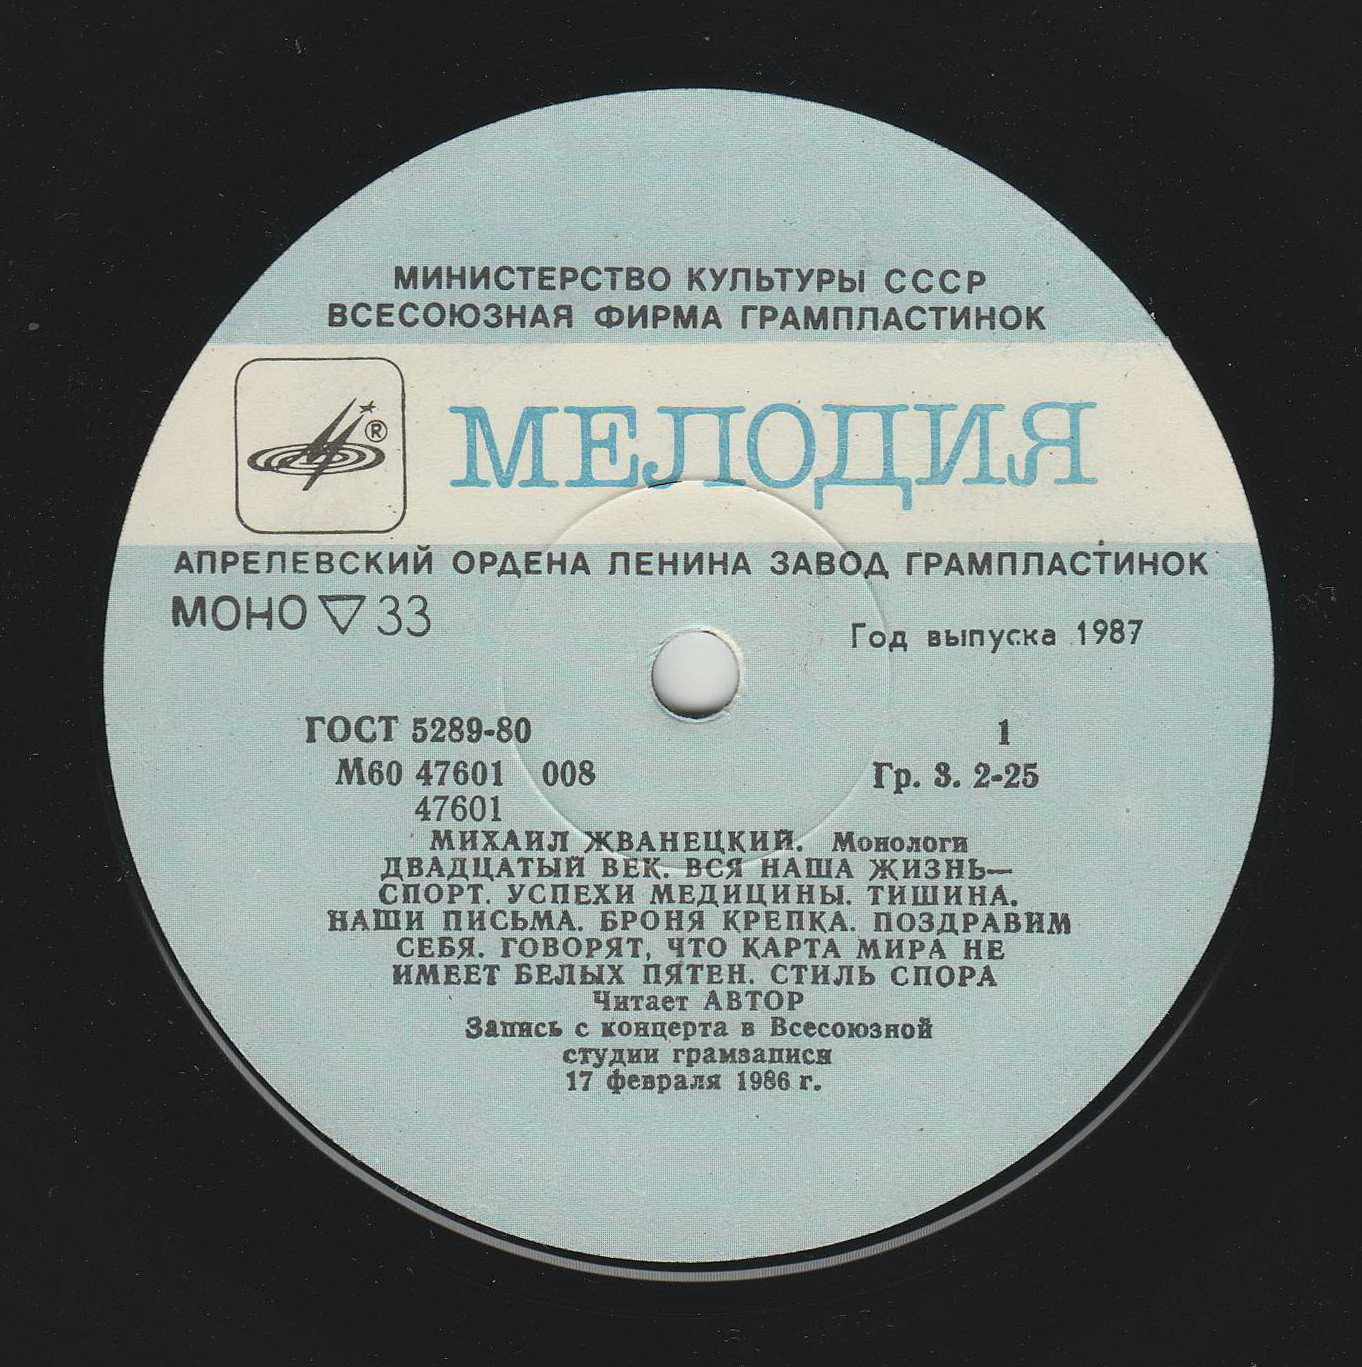 МИНИСТЕРСТВО КУЛЬТУРЫ СССР
ВСЕСОЮЗНАЯ ФИРМА ГРАМПЛАСТИНОК
®
МЕЛОДИЯ
АПРЕЛЕВСКИЙ ОРДЕНА ЛЕНИНА ЗАВОД ГРАМПЛАСТИНОК
МОНО ▽ 33
Год выпуска 1987
ГОСТ 5289-80 1
М60 47601 008 Гр. 3. 2-25
47601
МИХАИЛ ЖВАНЕЦКИЙ. Монологи
ДВАДЦАТЫЙ ВЕК. ВСЯ НАША ЖИЗНЬ—
СПОРТ. УСПЕХИ МЕДИЦИНЫ. ТИШИНА.
НАШИ ПИСЬМА. БРОНЯ КРЕПКА. ПОЗДРАВИМ
СЕБЯ. ГОВОРЯТ, ЧТО КАРТА МИРА НЕ
ИМЕЕТ БЕЛЫХ ПЯТЕН. СТИЛЬ СПОРА
Читает АВТОР
Запись с концерта в Всесоюзной
студии грамзаписи
17 февраля 1986 г.